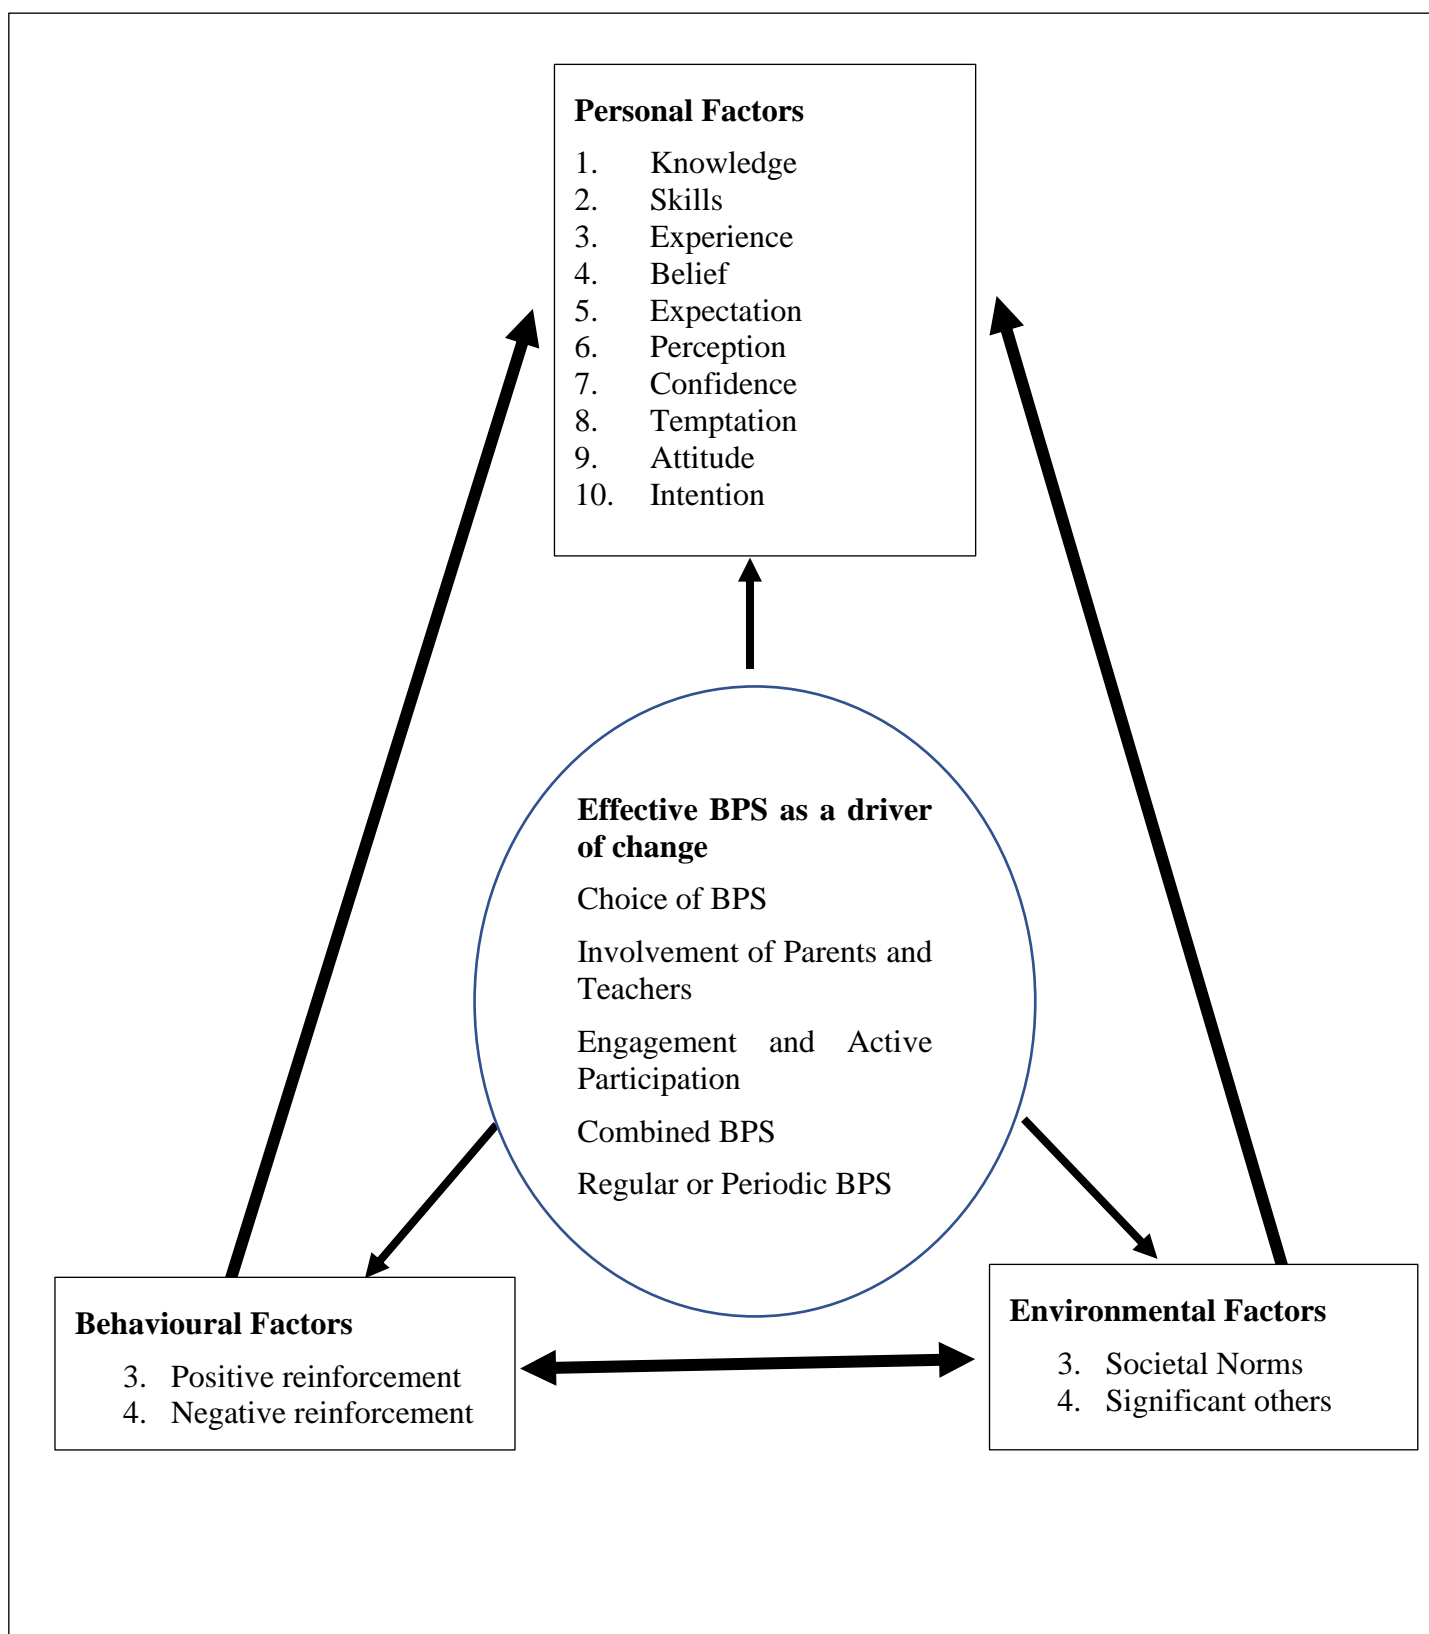 Personal Factors
1. Knowledge
2. Skills
3. Experience
4. Belief
5. Expectation
6. Perception
7. Confidence
8. Temptation
9. Attitude
10. Intention
Effective BPS as a driver
of change
Choice of BPS
Involvement of Parents and
Teachers
Engagement and Active
Participation
Combined BPS
Regular or Periodic BPS
Behavioural Factors
3. Positive reinforcement
4. Negative reinforcement
Environmental Factors
3. Societal Norms
4. Significant others